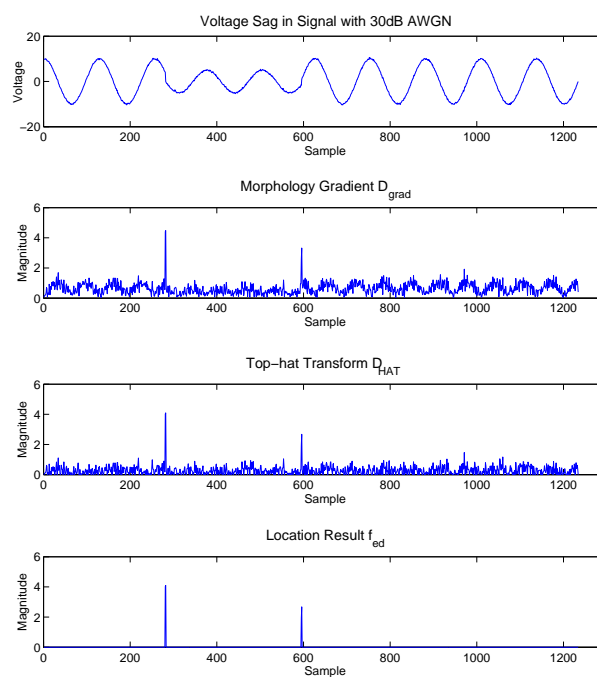 Voltage Sag in Signal with 30dB AWGN
20
0
−20
Voltage
0 200 400 600 800 1000 1200
Sample
Morphology Gradient D_grad
6
4
2
0
Magnitude
0 200 400 600 800 1000 1200
Sample
Top−hat Transform D_HAT
6
4
2
0
Magnitude
0 200 400 600 800 1000 1200
Sample
Location Result f_ed
6
4
2
0
Magnitude
0 200 400 600 800 1000 1200
Sample